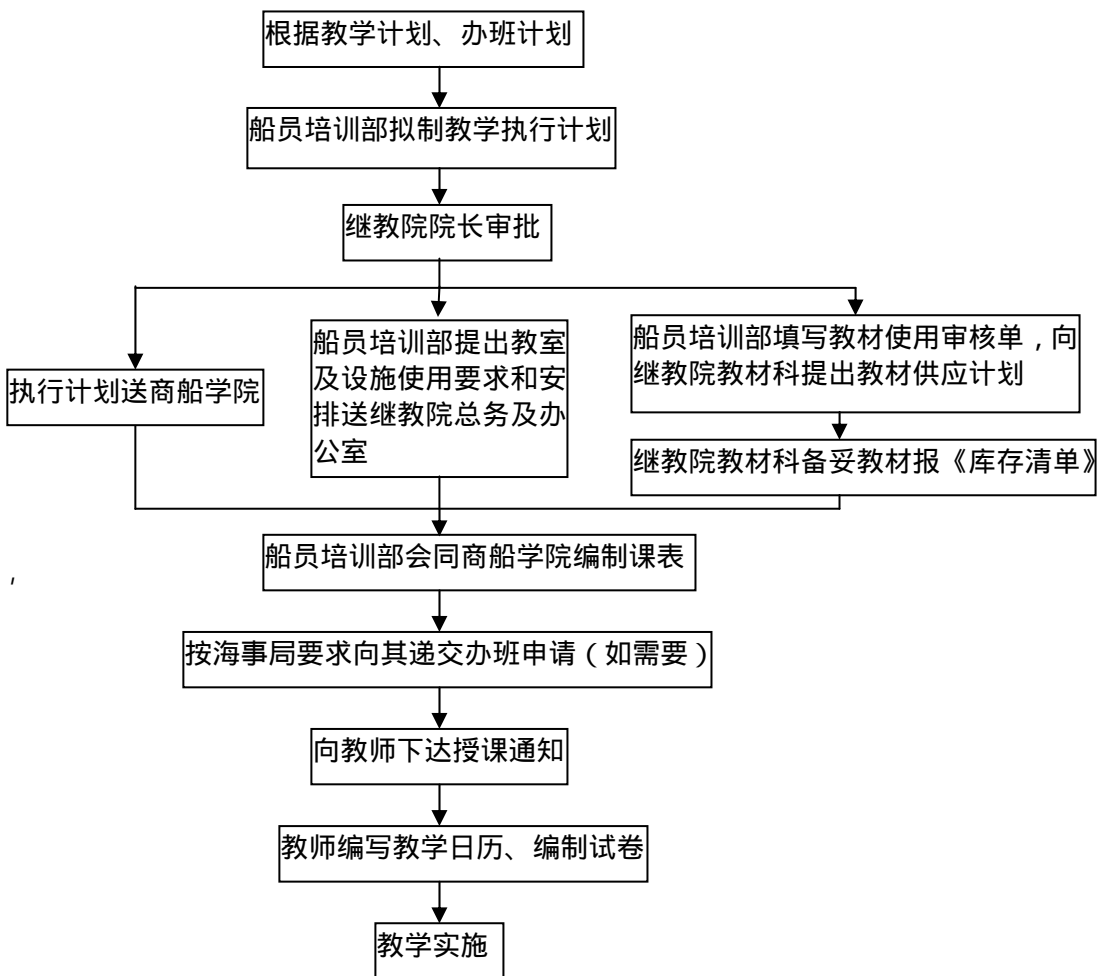 根据教学计划、办班计划
船员培训部拟制教学执行计划
继教院院长审批
执行计划送商船学院
船员培训部提出教室
及设施使用要求和安
排送继教院总务及办
公室
船员培训部填写教材使用审核单，向
继教院教材科提出教材供应计划
继教院教材科备妥教材报《库存清单》
船员培训部会同商船学院编制课表
，
按海事局要求向其递交办班申请（如需要）
向教师下达授课通知
教师编写教学日历、编制试卷
教学实施